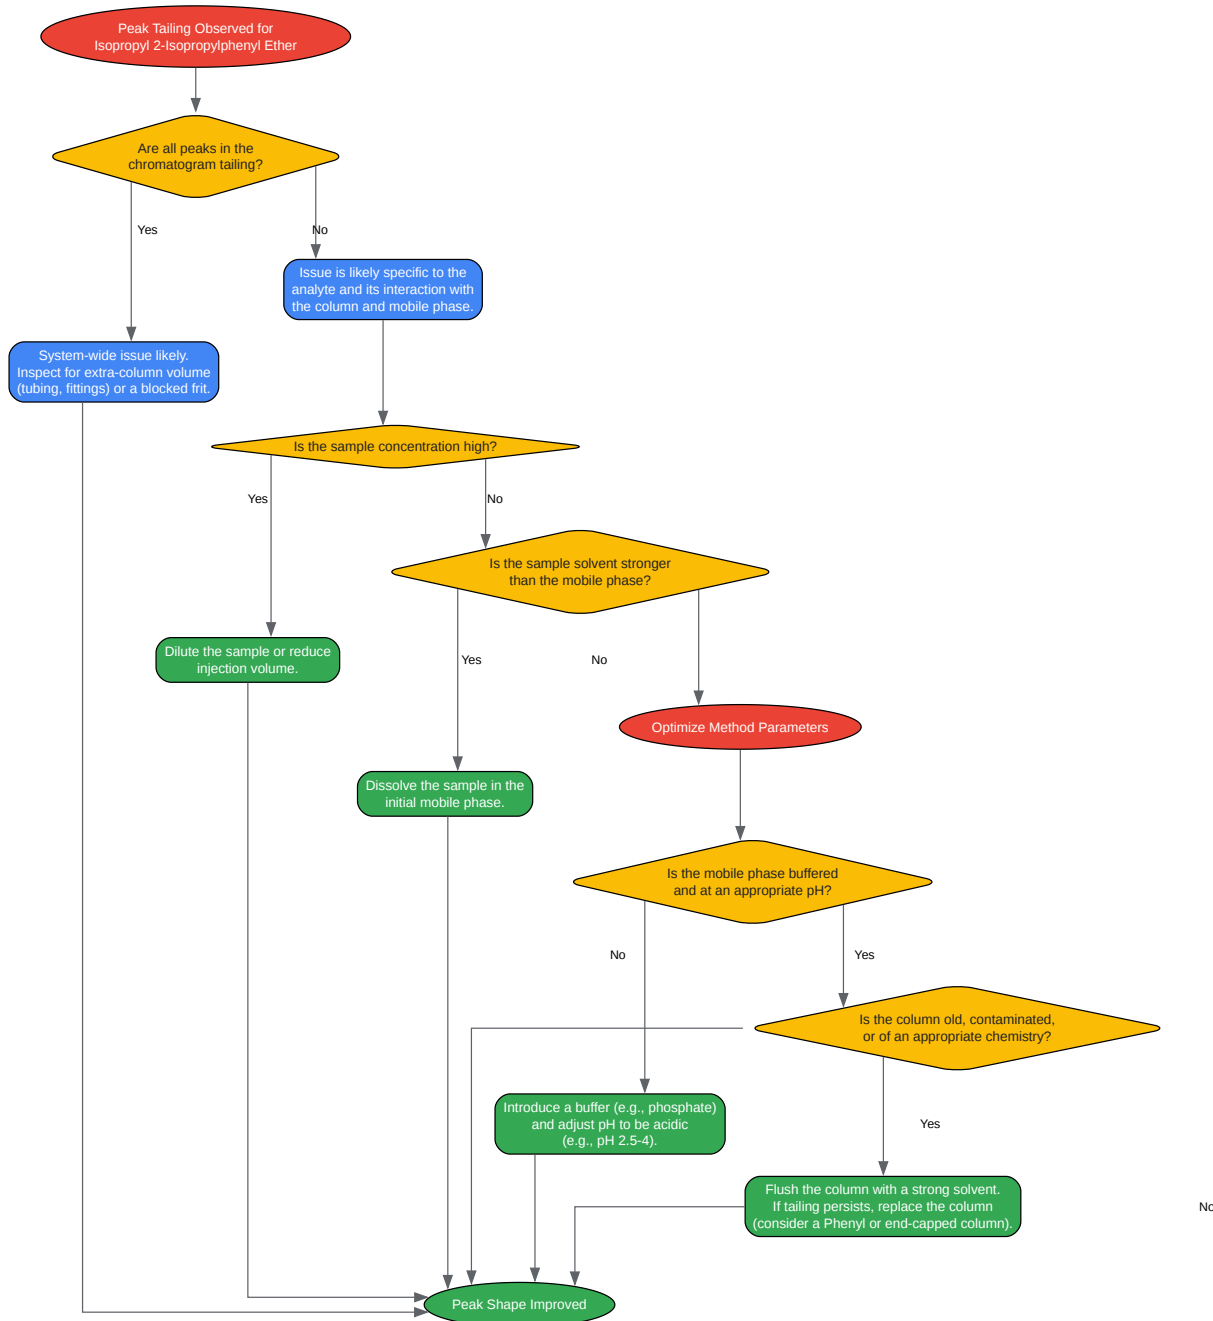 Peak Tailing Observed for
Isopropyl 2-Isopropylphenyl Ether
Are all peaks in the
chromatogram tailing?
Yes
No
Issue is likely specific to the
analyte and its interaction with
the column and mobile phase.
System-wide issue likely.
Inspect for extra-column volume
(tubing, fittings) or a blocked frit.
Is the sample concentration high?
Yes
No
Is the sample solvent stronger
than the mobile phase?
Dilute the sample or reduce
injection volume.
Yes
No
Optimize Method Parameters
Dissolve the sample in the
initial mobile phase.
Is the mobile phase buffered
and at an appropriate pH?
No
Yes
Is the column old, contaminated,
or of an appropriate chemistry?
Introduce a buffer (e.g., phosphate)
and adjust pH to be acidic
(e.g., pH 2.5-4).
Yes
Flush the column with a strong solvent.
If tailing persists, replace the column
(consider a Phenyl or end-capped column).
No
Peak Shape Improved